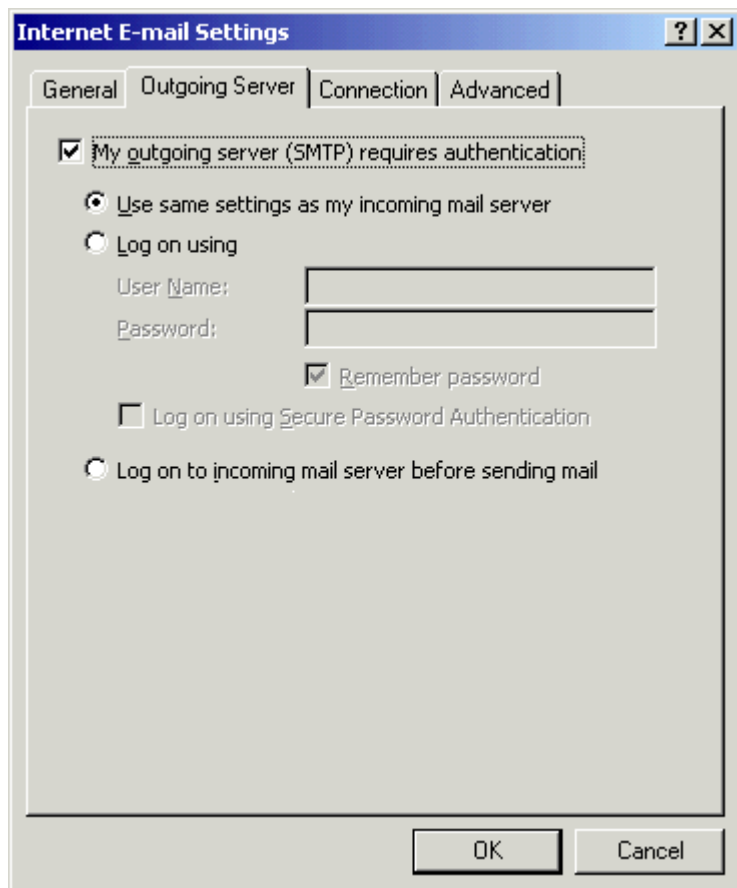 Internet E-mail Settings
General Outgoing Server Connection Advanced
My outgoing server (SMTP) requires authentication
Use same settings as my incoming mail server
Log on using
User Name:
Password:
Remember password
Log on using Secure Password Authentication
Log on to incoming mail server before sending mail
OK Cancel